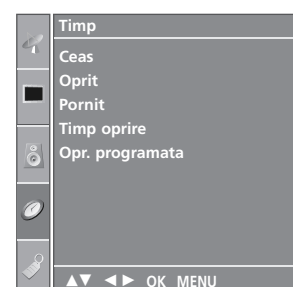 Timp
Ceas
Oprit
Pornit
Timp oprire
Opr. programata
▲▼ ◄► OK MENU